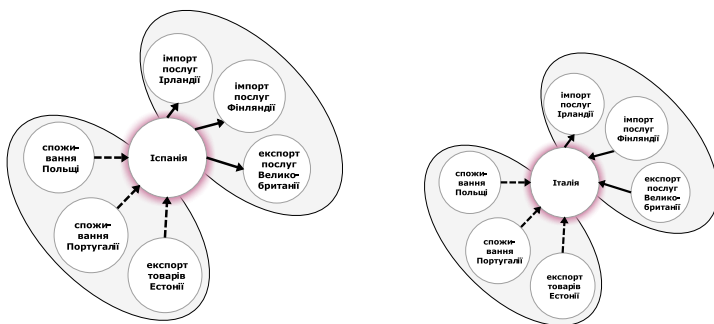 імпорт
послуг
Ірландії
імпорт
послуг
Фінляндії
Іспанія
експорт
послуг
Велико-
британії
спожи-
вання
Польщі
спожи-
вання
Португалії
експорт
товарів
Естонії
імпорт
послуг
Ірландії
імпорт
послуг
Фінляндії
Італія
експорт
послуг
Велико-
британії
спожи-
вання
Польщі
спожи-
вання
Португалії
експорт
товарів
Естонії